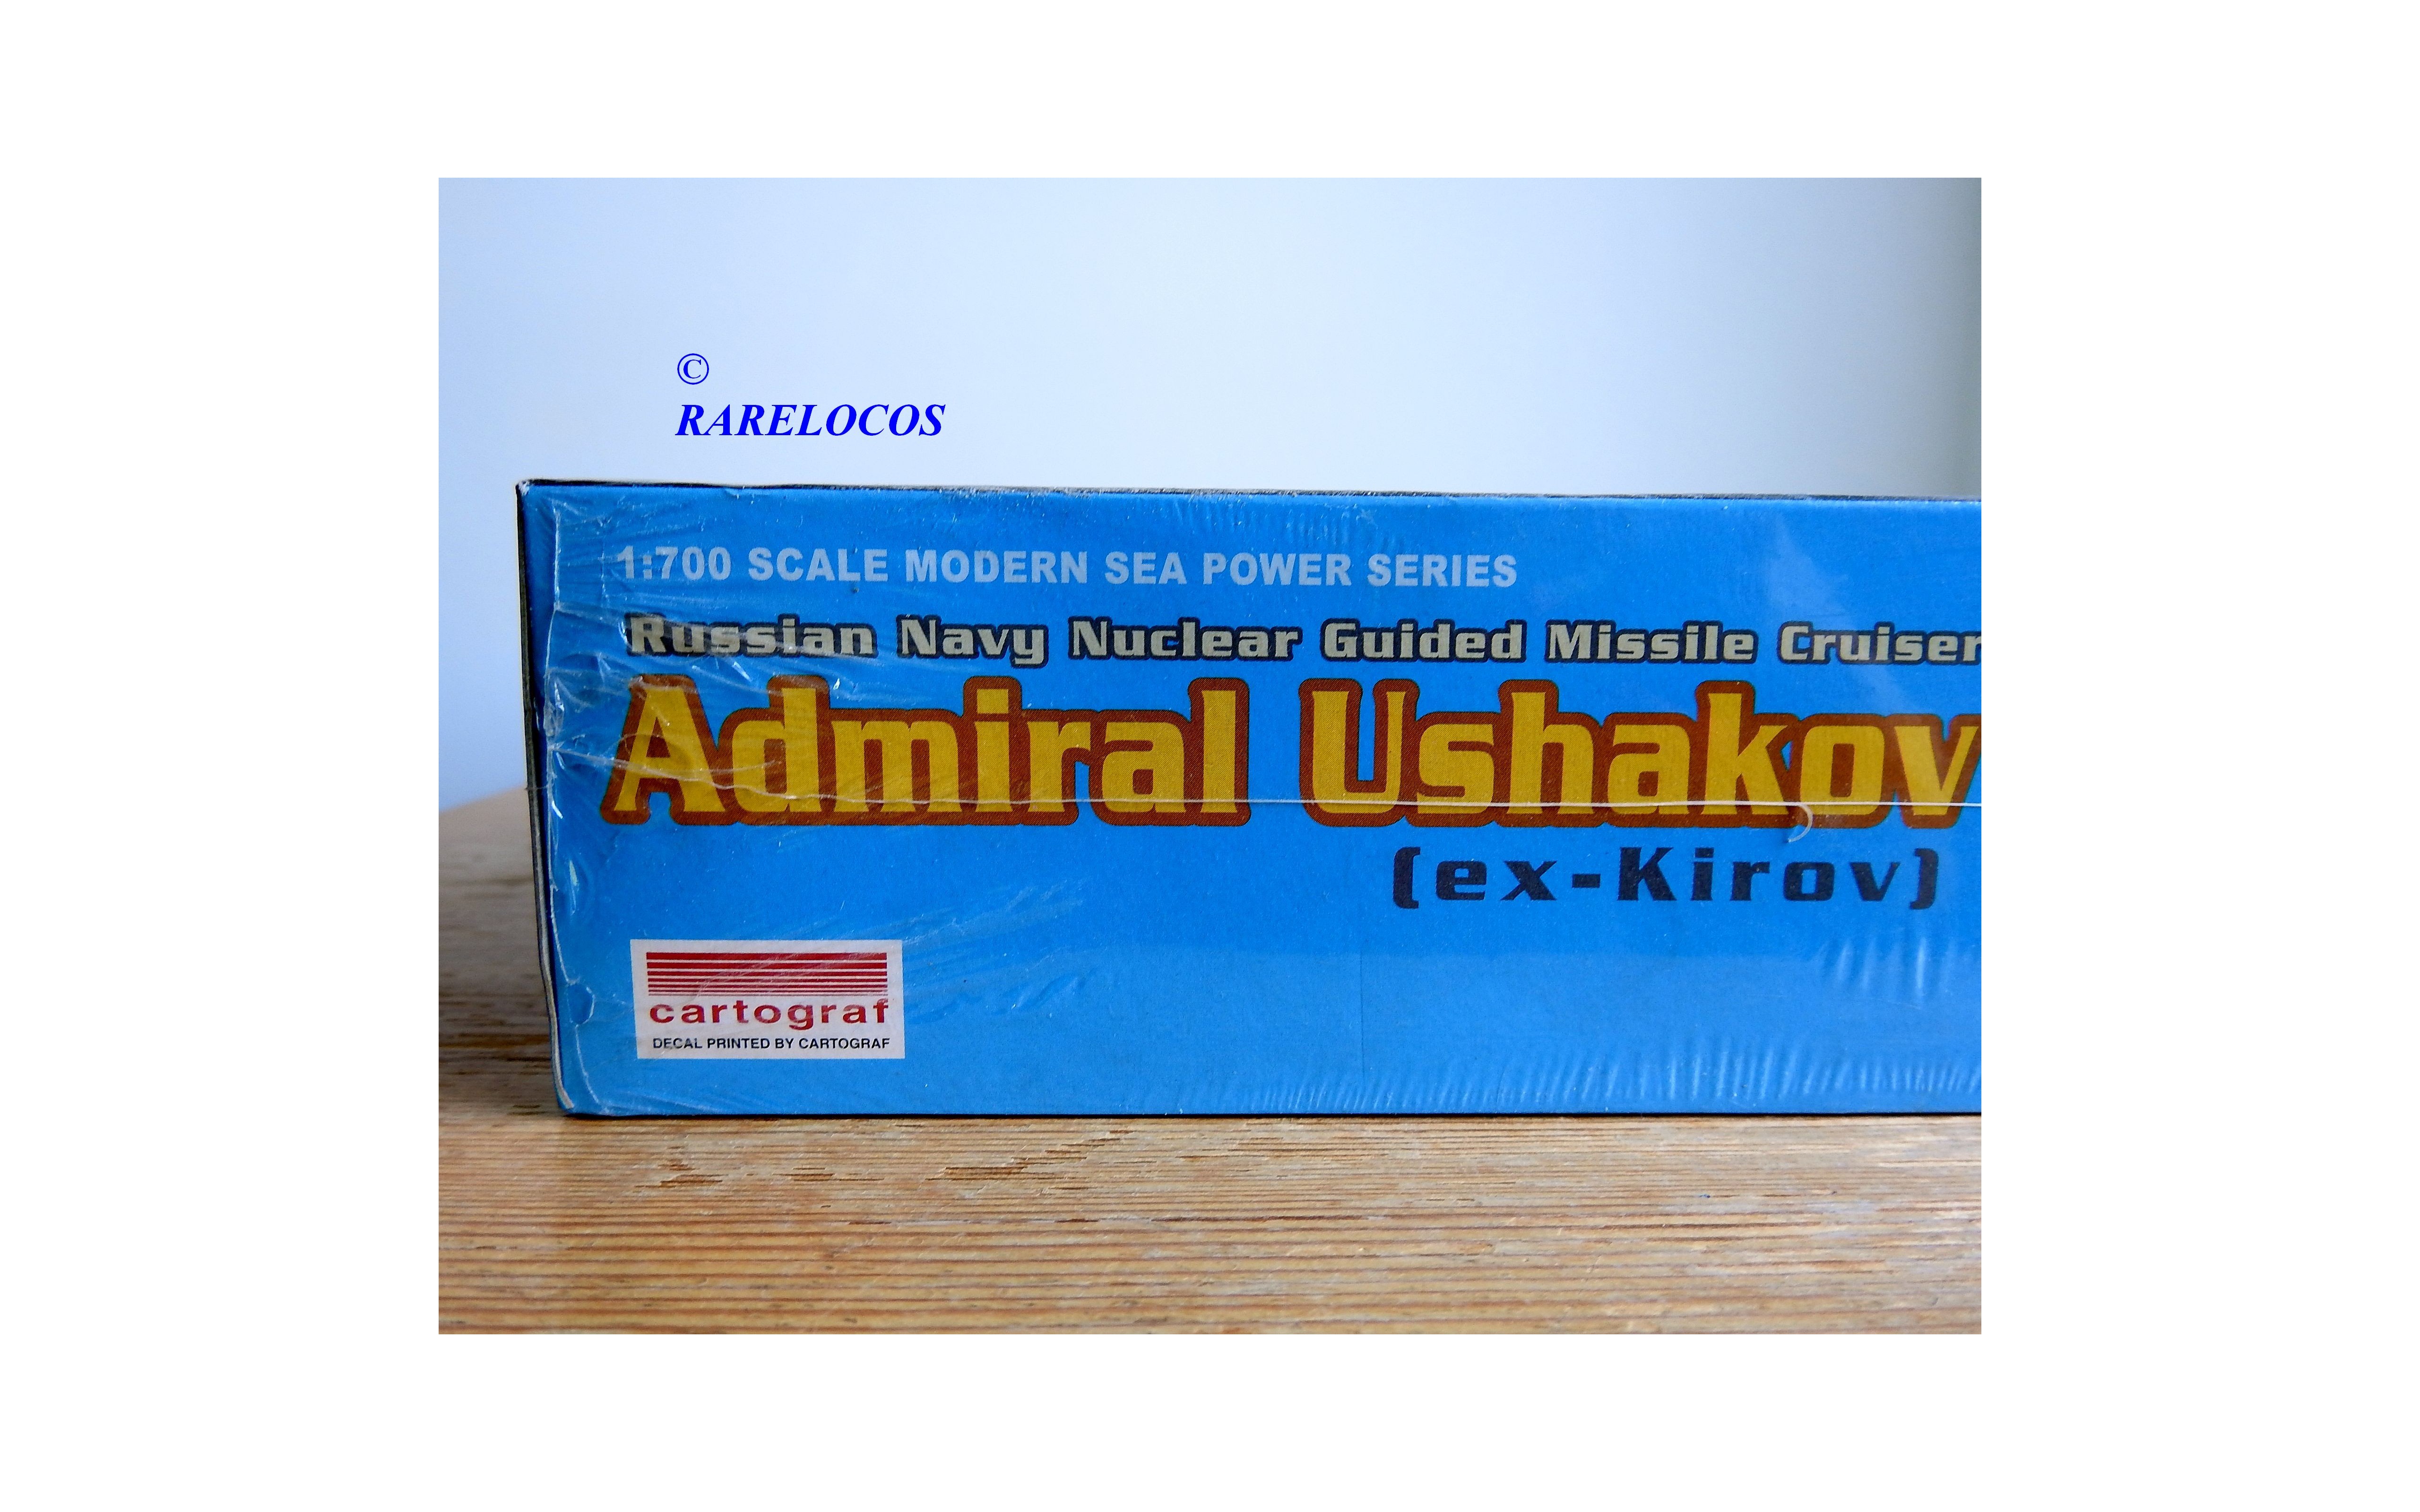 ©
RARELOCOS
1:700 SCALE MODERN SEA POWER SERIES
Russian Navy Nuclear Guided Missile Cruiser
Admiral Ushakov
(ex-Kirov)
cartograf
DECAL PRINTED BY CARTOGRAF